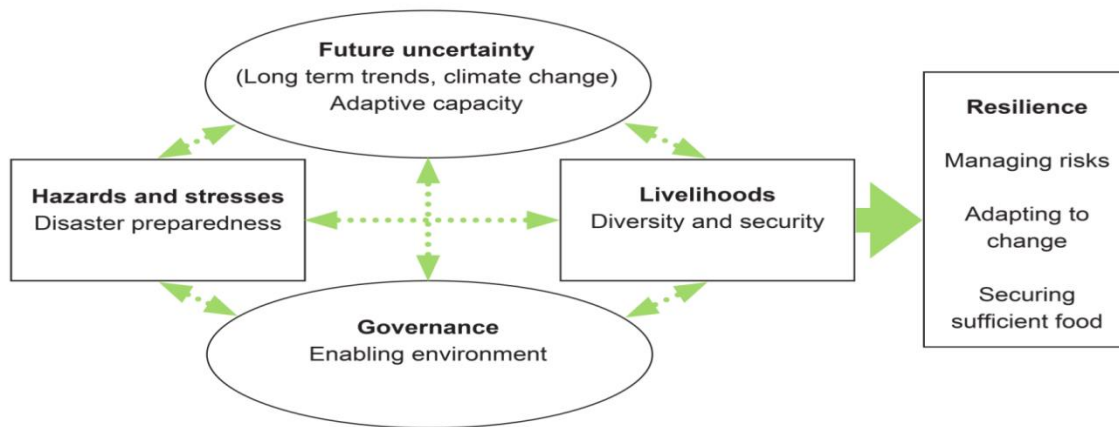 Future uncertainty
(Long term trends, climate change)
Adaptive capacity
Hazards and stresses
Disaster preparedness
Livelihoods
Diversity and security
Governance
Enabling environment
Resilience
Managing risks
Adapting to
change
Securing
sufficient food